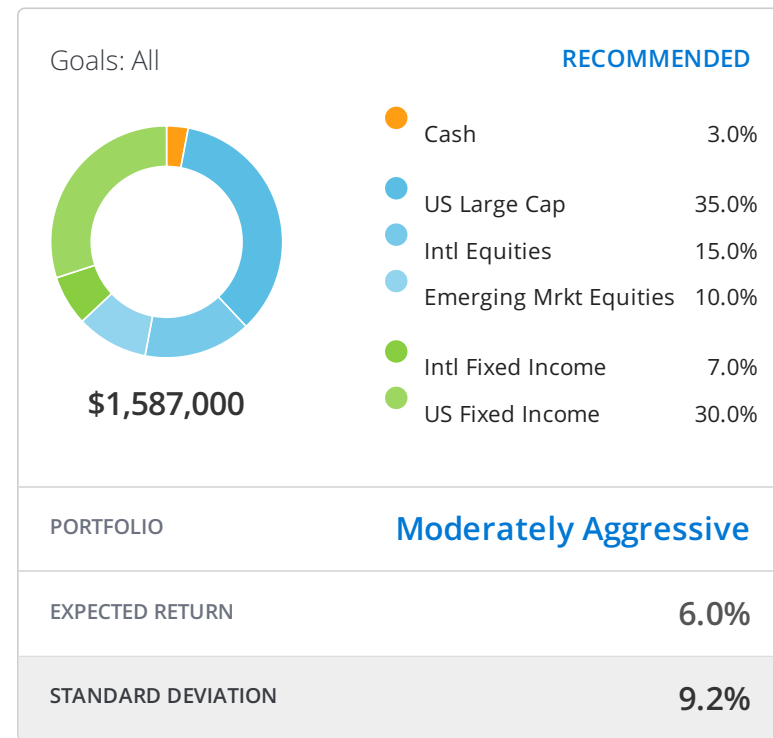 Goals: All RECOMMENDED
Cash 3.0%
US Large Cap 35.0%
Intl Equities 15.0%
Emerging Mrkt Equities 10.0%
Intl Fixed Income 7.0%
US Fixed Income 30.0%
$1,587,000
PORTFOLIO Moderately Aggressive
EXPECTED RETURN 6.0%
STANDARD DEVIATION 9.2%